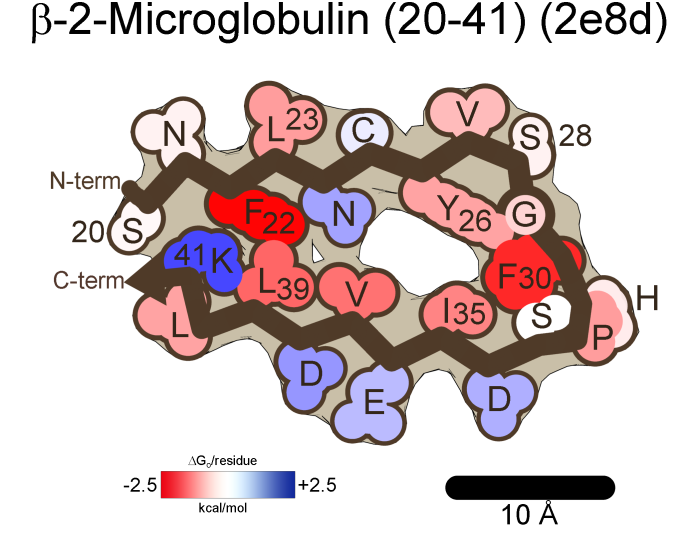 β-2-Microglobulin (20-41) (2e8d)
N L23 C V S 28
N-term
20 S F22 N Y26 G
41 K L39 V I35 F30
C-term
L S P H
D E D
ΔG₀/residue
-2.5 +2.5
kcal/mol
10 Å